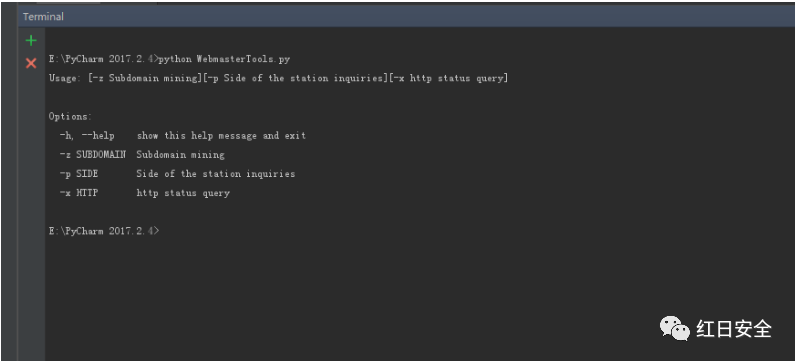 Terminal
E:\PyCharm 2017.2.4>python WebmasterTools.py
Usage: [-z Subdomain mining][-p Side of the station inquiries][-x http status query]
Options:
-h, --help show this help message and exit
-z SUBDOMAIN Subdomain mining
-p SIDE Side of the station inquiries
-x HTTP http status query
E:\PyCharm 2017.2.4>
红日安全